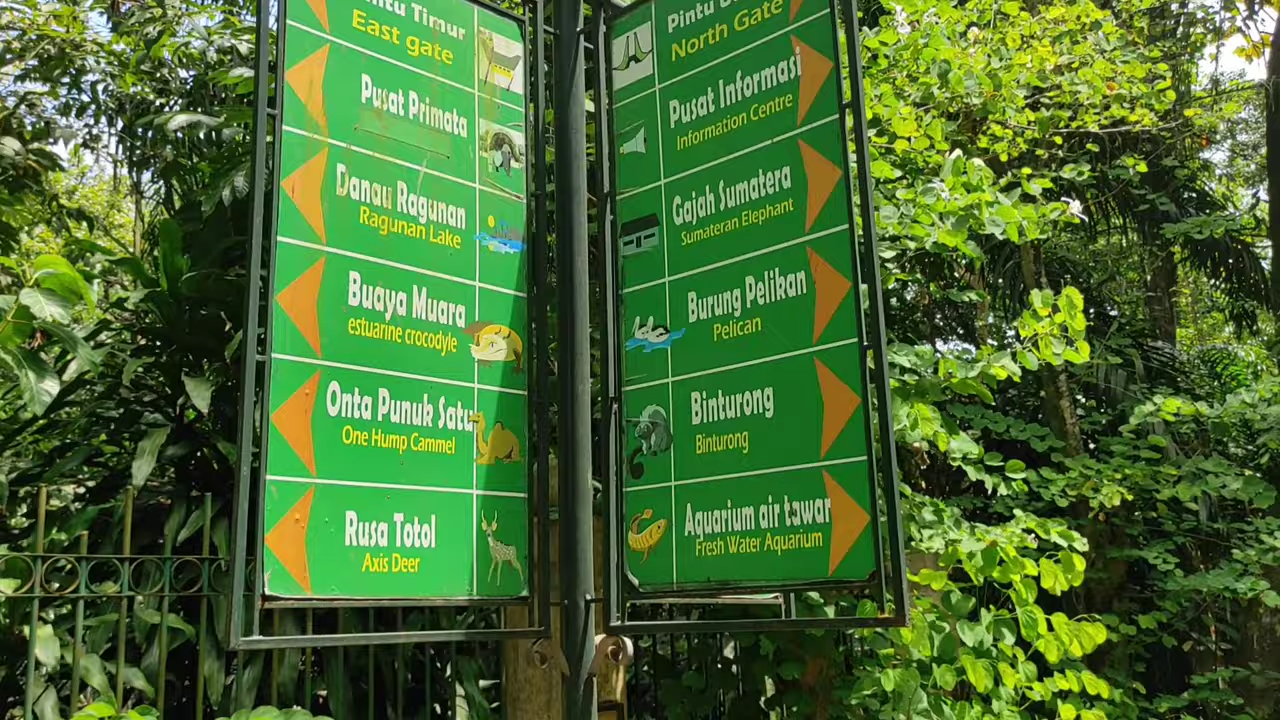 Timur
East gate
Pusat Primata
Danau Ragunan
Ragunan Lake
Buaya Muara
estuarine crocodyle
Onta Punuk Satu
One Hump Cammel
Rusa Totol
Axis Deer
Pintu
North Gate
Pusat Informasi
Information Centre
Gajah Sumatera
Sumateran Elephant
Burung Pelikan
Pelican
Binturong
Binturong
Aquarium air tawar
Fresh Water Aquarium